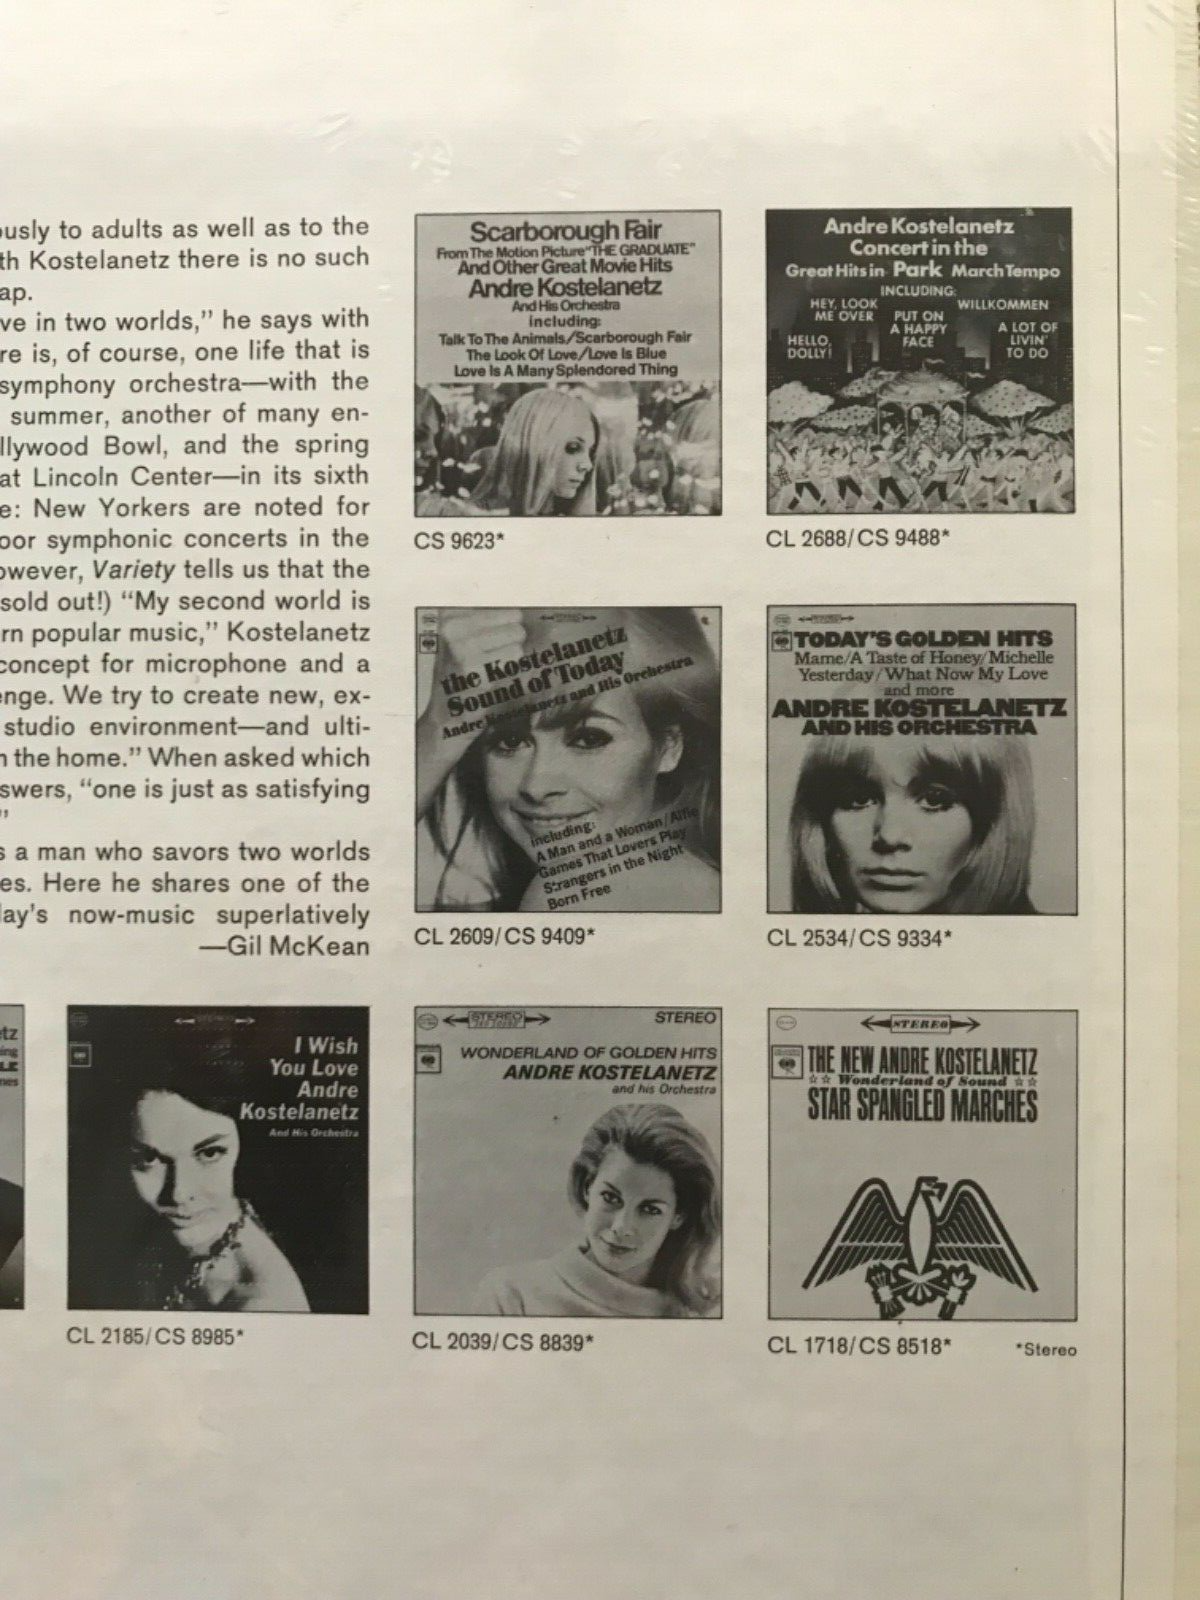 ously to adults as well as to the
th Kostelanetz there is no such
ap.
ve in two worlds,” he says with
re is, of course, one life that is
symphony orchestra—with the
summer, another of many en-
llywood Bowl, and the spring
at Lincoln Center—in its sixth
e: New Yorkers are noted for
oor symphonic concerts in the
owever, Variety tells us that the
sold out!) “My second world is
rn popular music,” Kostelanetz
concept for microphone and a
enge. We try to create new, ex-
studio environment—and ulti-
n the home.” When asked which
swers, “one is just as satisfying
”
s a man who savors two worlds
es. Here he shares one of the
lay’s now-music superlatively
—Gil McKean
Scarborough Fair
From The Motion Picture “THE GRADUATE”
And Other Great Movie Hits
Andre Kostelanetz
And His Orchestra
Including:
Talk To The Animals/Scarborough Fair
The Look Of Love/Love Is Blue
Love Is A Many Splendored Thing
CS 9623*
Andre Kostelanetz
Concert in the
Great Hits in Park March Tempo
INCLUDING:
HEY, LOOK
ME OVER
PUT ON
A HAPPY
FACE
WILLKOMMEN
HELLO,
DOLLY!
A LOT OF
LIVIN'
TO DO
CL 2688/CS 9488*
the Kostelanetz
Sound of Today
Andre Kostelanetz and His Orchestra
including:
A Man and a Woman/Alfie
Games That Lovers Play
Strangers in the Night
Born Free
CL 2609/CS 9409*
TODAY'S GOLDEN HITS
Mame/A Taste of Honey/Michelle
Yesterday/What Now My Love
and more
ANDRE KOSTELANETZ
AND HIS ORCHESTRA
CL 2534/CS 9334*
etz
ing
LE
nes
I Wish
You Love
Andre
Kostelanetz
And His Orchestra
CL 2185/CS 8985*
STEREO
STEREO
WONDERLAND OF GOLDEN HITS
ANDRE KOSTELANETZ
and his Orchestra
CL 2039/CS 8839*
STEREO
THE NEW ANDRE KOSTELANETZ
☆☆ Wonderland of Sound ☆☆
STAR SPANGLED MARCHES
CL 1718/CS 8518*
*Stereo